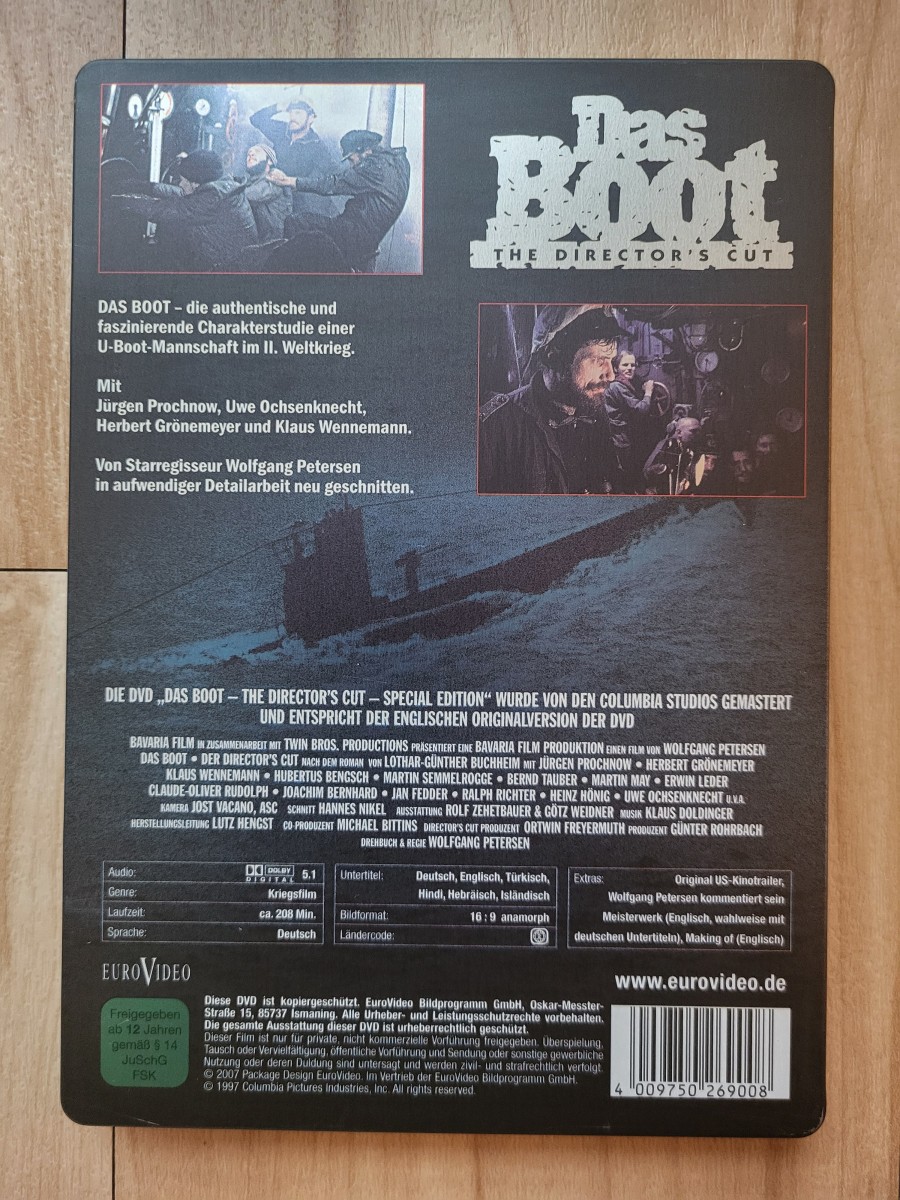 Das
Boot
THE DIRECTOR'S CUT
DAS BOOT – die authentische und
faszinierende Charakterstudie einer
U-Boot-Mannschaft im II. Weltkrieg.
Mit
Jürgen Prochnow, Uwe Ochsenknecht,
Herbert Grönemeyer und Klaus Wennemann.
Von Starregisseur Wolfgang Petersen
in aufwendiger Detailarbeit neu geschnitten.
DIE DVD „DAS BOOT – THE DIRECTOR'S CUT – SPECIAL EDITION“ WURDE VON DEN COLUMBIA STUDIOS GEMASTERT
UND ENTSPRICHT DER ENGLISCHEN ORIGINALVERSION DER DVD
BAVARIA FILM IN ZUSAMMENARBEIT MIT TWIN BROS. PRODUCTIONS PRÄSENTIERT EINE BAVARIA FILM PRODUKTION EINEN FILM VON WOLFGANG PETERSEN
DAS BOOT • DER DIRECTOR'S CUT NACH DEM ROMAN VON LOTHAR-GÜNTHER BUCHHEIM MIT JÜRGEN PROCHNOW • HERBERT GRÖNEMEYER •
KLAUS WENNEMANN • HUBERTUS BENGSCH • MARTIN SEMMELROGGE • BERND TAUBER • MARTIN MAY • ERWIN LEDER
CLAUDE-OLIVER RUDOLPH • JOACHIM BERNHARD • JAN FEDDER • RALPH RICHTER • HEINZ HÖNIG • UWE OCHSENKNECHT U.V.A.
KAMERA JOST VACANO, ASC SCHNITT HANNES NIKEL AUSSTATTUNG ROLF ZEHETBAUER & GÖTZ WEIDNER MUSIK KLAUS DOLDINGER
HERSTELLUNGSLEITUNG LUTZ HENGST CO-PRODUZENT MICHAEL BITTINS DIRECTOR'S CUT PRODUZENT ORTWIN FREYERMUTH PRODUZENT GÜNTER ROHRBACH
DREHBUCH & REGIE WOLFGANG PETERSEN
Audio: DOLBY DIGITAL 5.1
Genre: Kriegsfilm
Laufzeit: ca. 208 Min.
Sprache: Deutsch
Untertitel: Deutsch, Englisch, Türkisch,
Hindi, Hebräisch, Isländisch
Bildformat: 16 : 9 anamorph
Ländercode:
Extras: Original US-Kinotrailer,
Wolfgang Petersen kommentiert sein
Meisterwerk (Englisch, wahlweise mit
deutschen Untertiteln), Making of (Englisch)
EUROVIDEO
www.eurovideo.de
Freigegeben
ab 12 Jahren
gemäß § 14
JuSchG
FSK
Diese DVD ist kopiergeschützt. EuroVideo Bildprogramm GmbH, Oskar-Messter-
Straße 15, 85737 Ismaning. Alle Urheber- und Leistungsschutzrechte vorbehalten.
Die gesamte Ausstattung dieser DVD ist urheberrechtlich geschützt.
Dieser Film ist nur für private, nicht kommerzielle Vorführung freigegeben. Überspielung,
Tausch oder Vervielfältigung, öffentliche Vorführung und Sendung oder sonstige gewerbliche
Nutzung oder deren Duldung sind untersagt und werden zivil- und strafrechtlich verfolgt.
© 2007 Package Design EuroVideo. Im Vertrieb der EuroVideo Bildprogramm GmbH.
© 1997 Columbia Pictures Industries, Inc. All rights reserved.
4 009750 269008